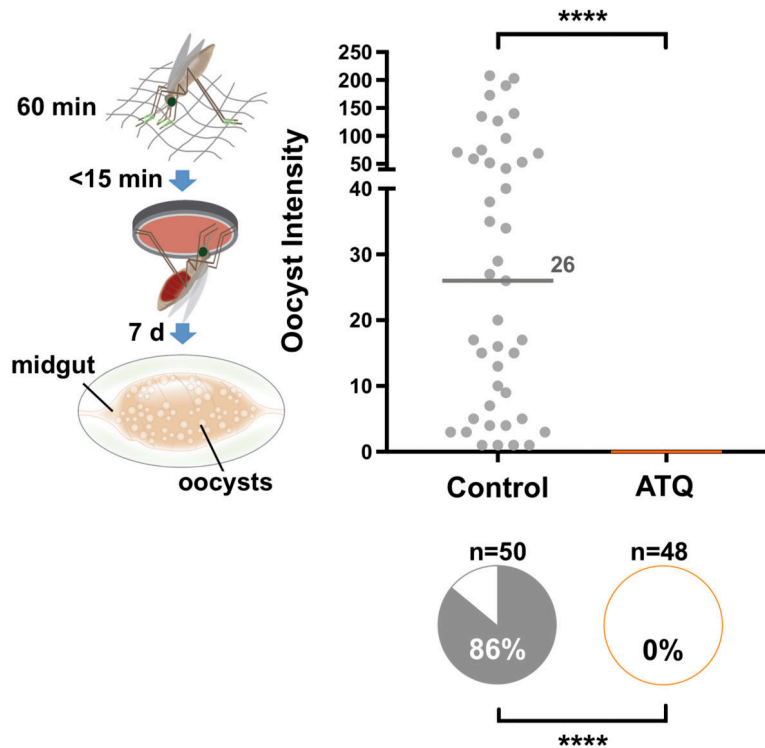 60 min
<15 min
7 d
midgut
oocysts
****
Oocyst Intensity
250
200
150
100
50
40
30
20
10
0
26
Control
ATQ
n=50
n=48
86%
0%
****